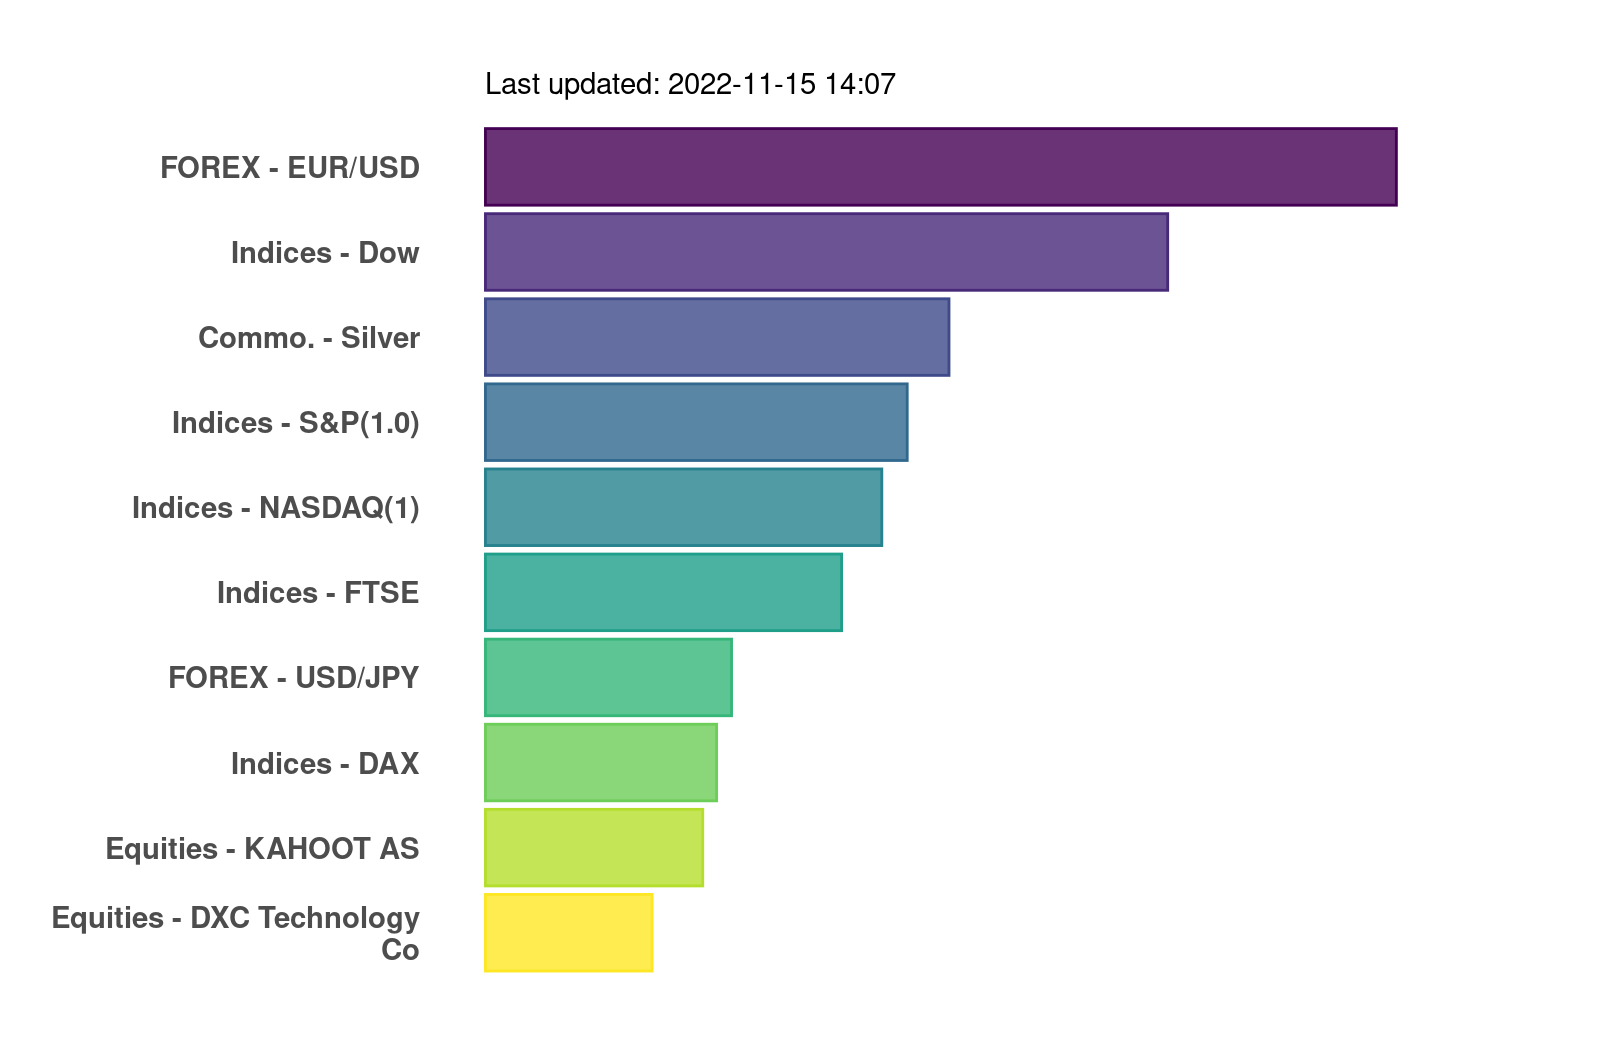 Last updated: 2022-11-15 14:07
FOREX - EUR/USD
Indices - Dow
Commo. - Silver
Indices - S&P(1.0)
Indices - NASDAQ(1)
Indices - FTSE
FOREX - USD/JPY
Indices - DAX
Equities - KAHOOT AS
Equities - DXC Technology
Co